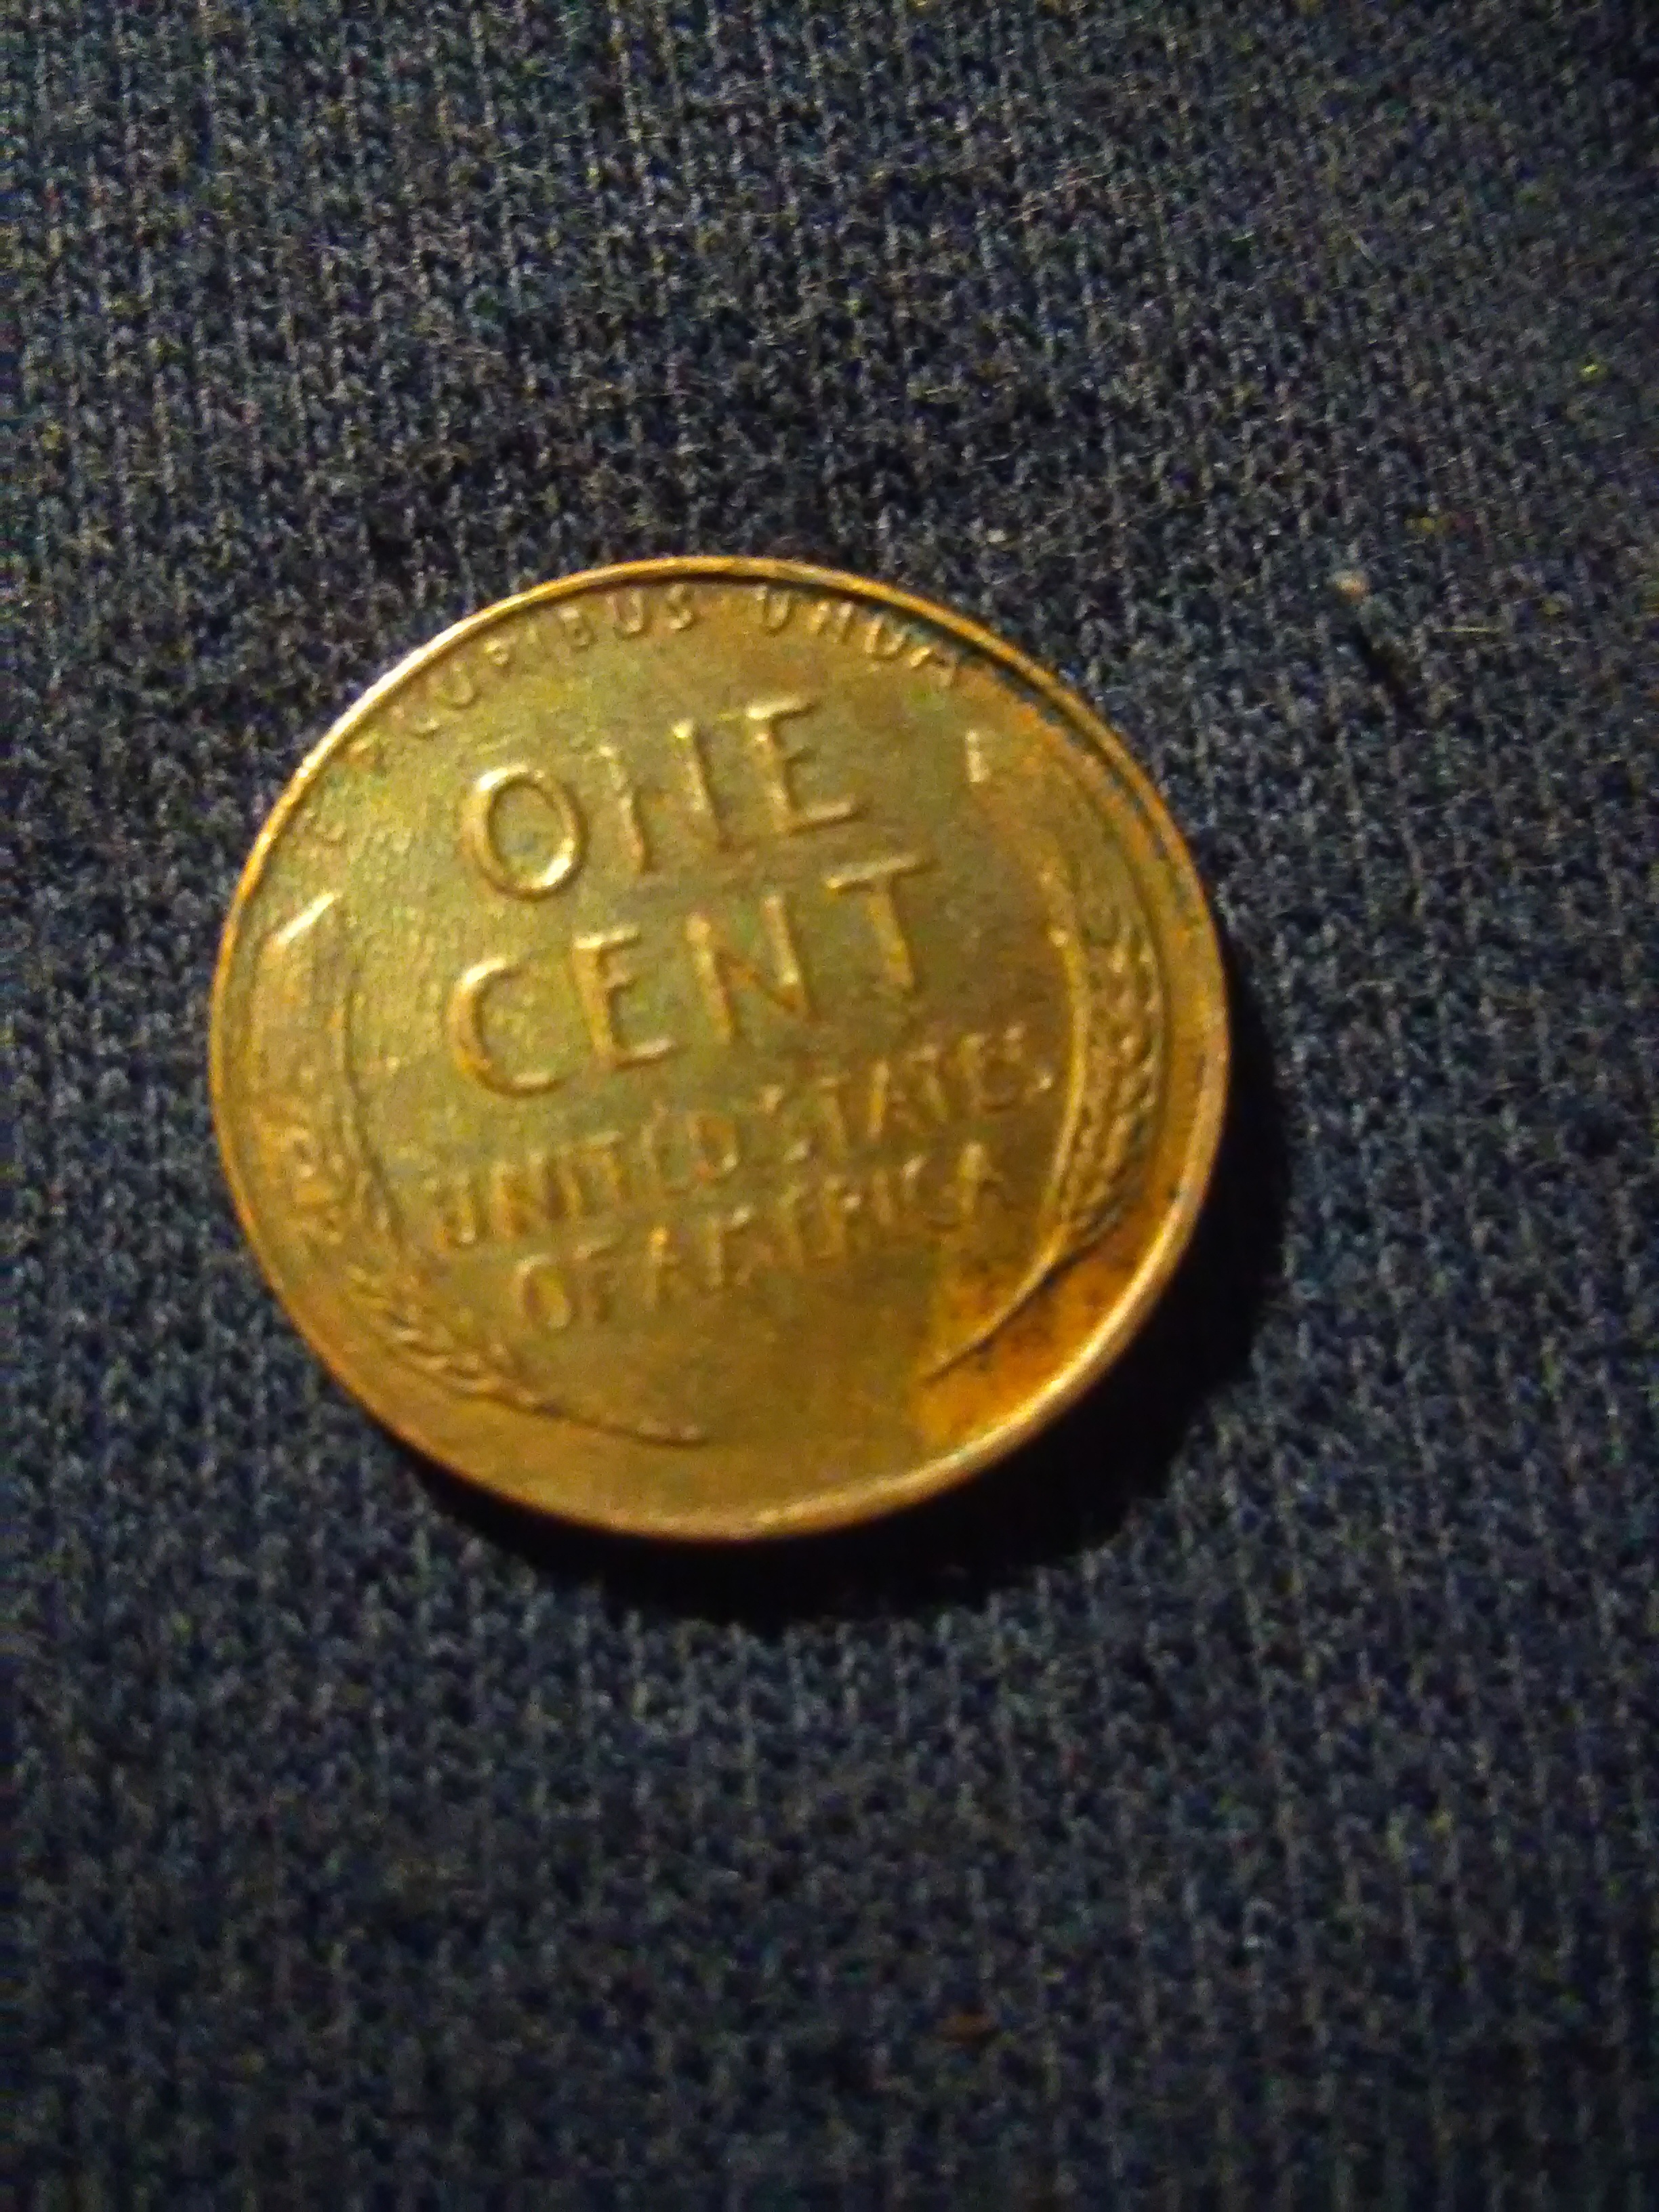 E PLURIBUS UNUM
ONE
CENT
UNITED STATES
OF AMERICA